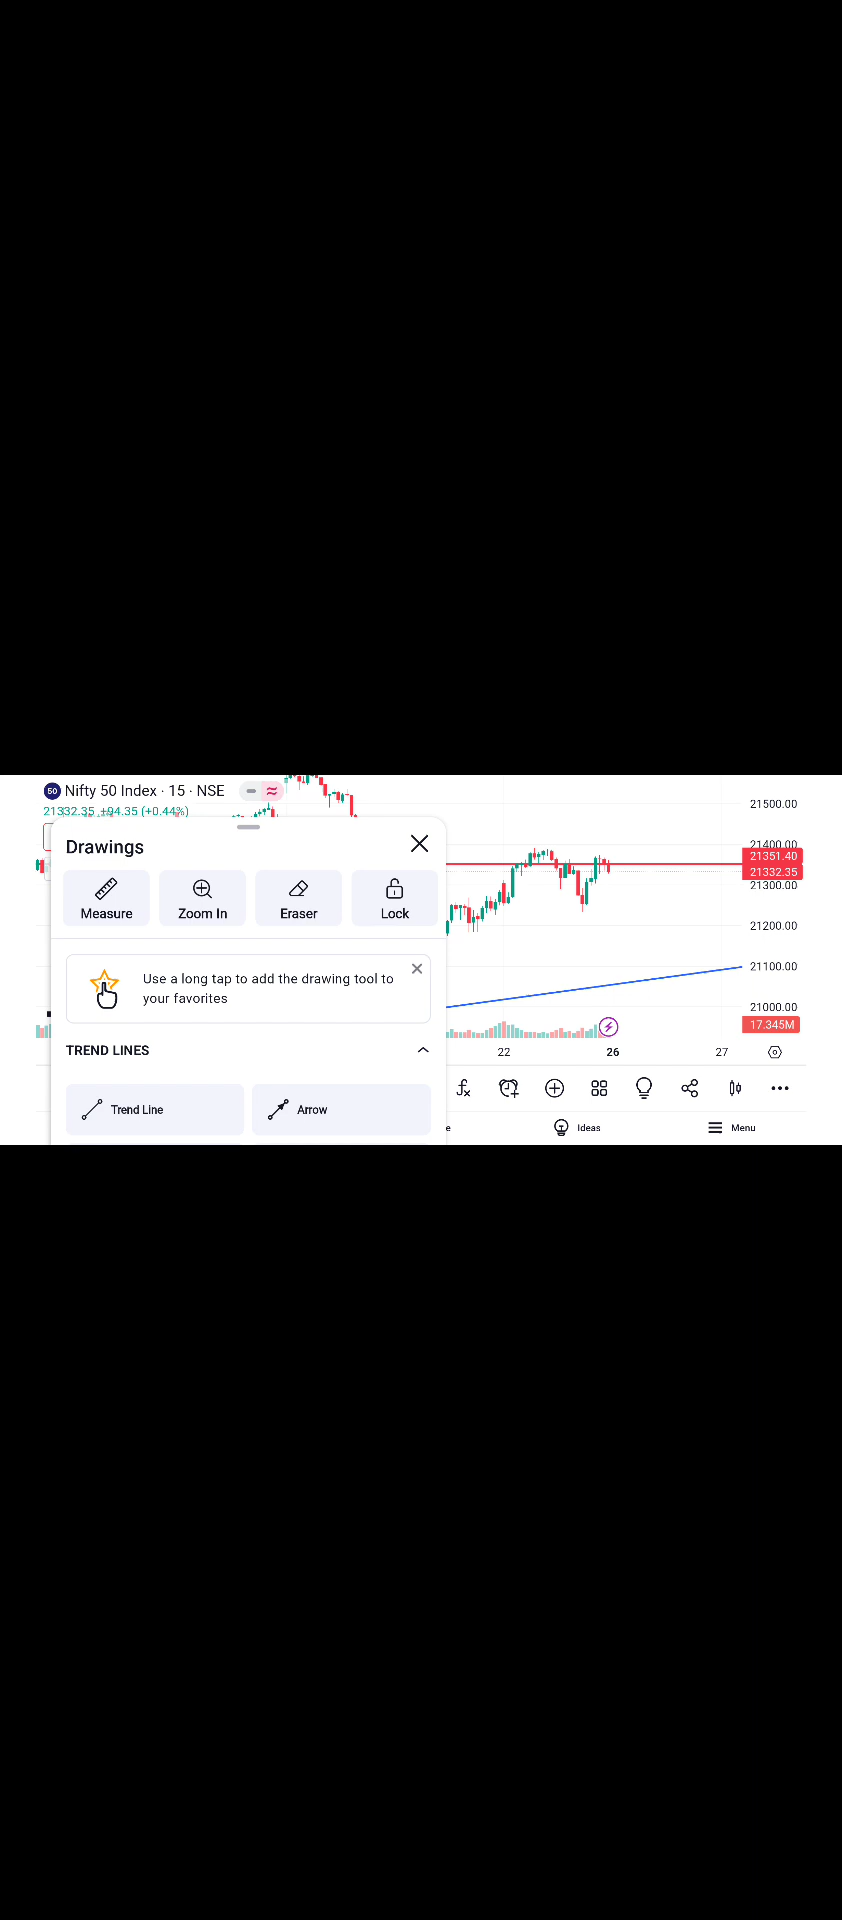 50 Nifty 50 Index · 15 · NSE
21332.35 +94.35 (+0.44%)
Drawings
Measure
Zoom In
Eraser
Lock
Use a long tap to add the drawing tool to
your favorites
TREND LINES
Trend Line
Arrow
21500.00
21400.00
21351.40
21332.35
21300.00
21200.00
21100.00
21000.00
17.345M
22
26
27
e
Ideas
Menu